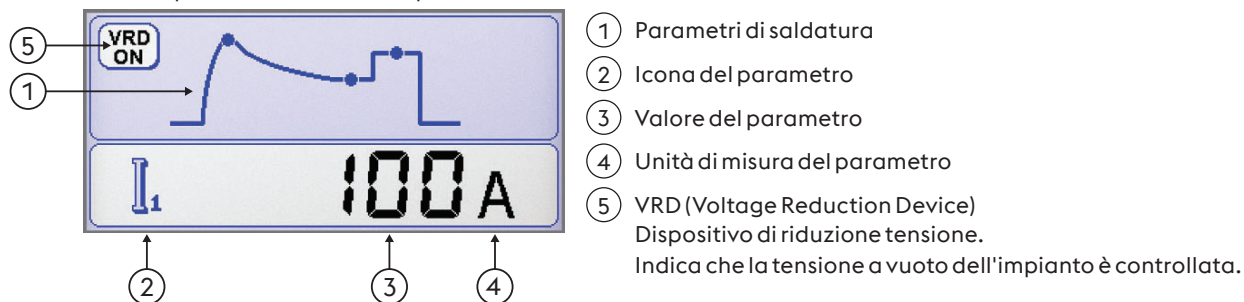 VRD
ON
5
1
I1
100 A
2
3
4
1 Parametri di saldatura
2 Icona del parametro
3 Valore del parametro
4 Unità di misura del parametro
5 VRD (Voltage Reduction Device)
Dispositivo di riduzione tensione.
Indica che la tensione a vuoto dell'impianto è controllata.